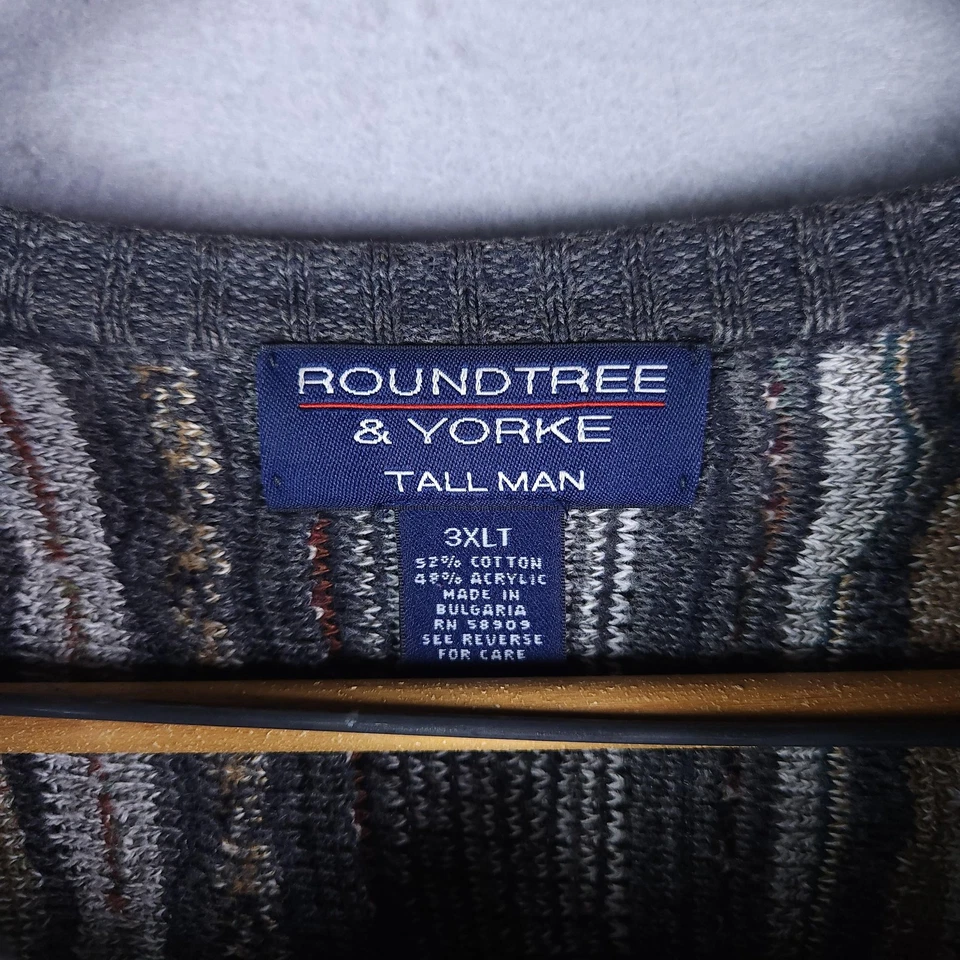 ROUNDTREE
& YORKE
TALL MAN
3XLT
52% COTTON
48% ACRYLIC
MADE IN
BULGARIA
RN 58909
SEE REVERSE
FOR CARE